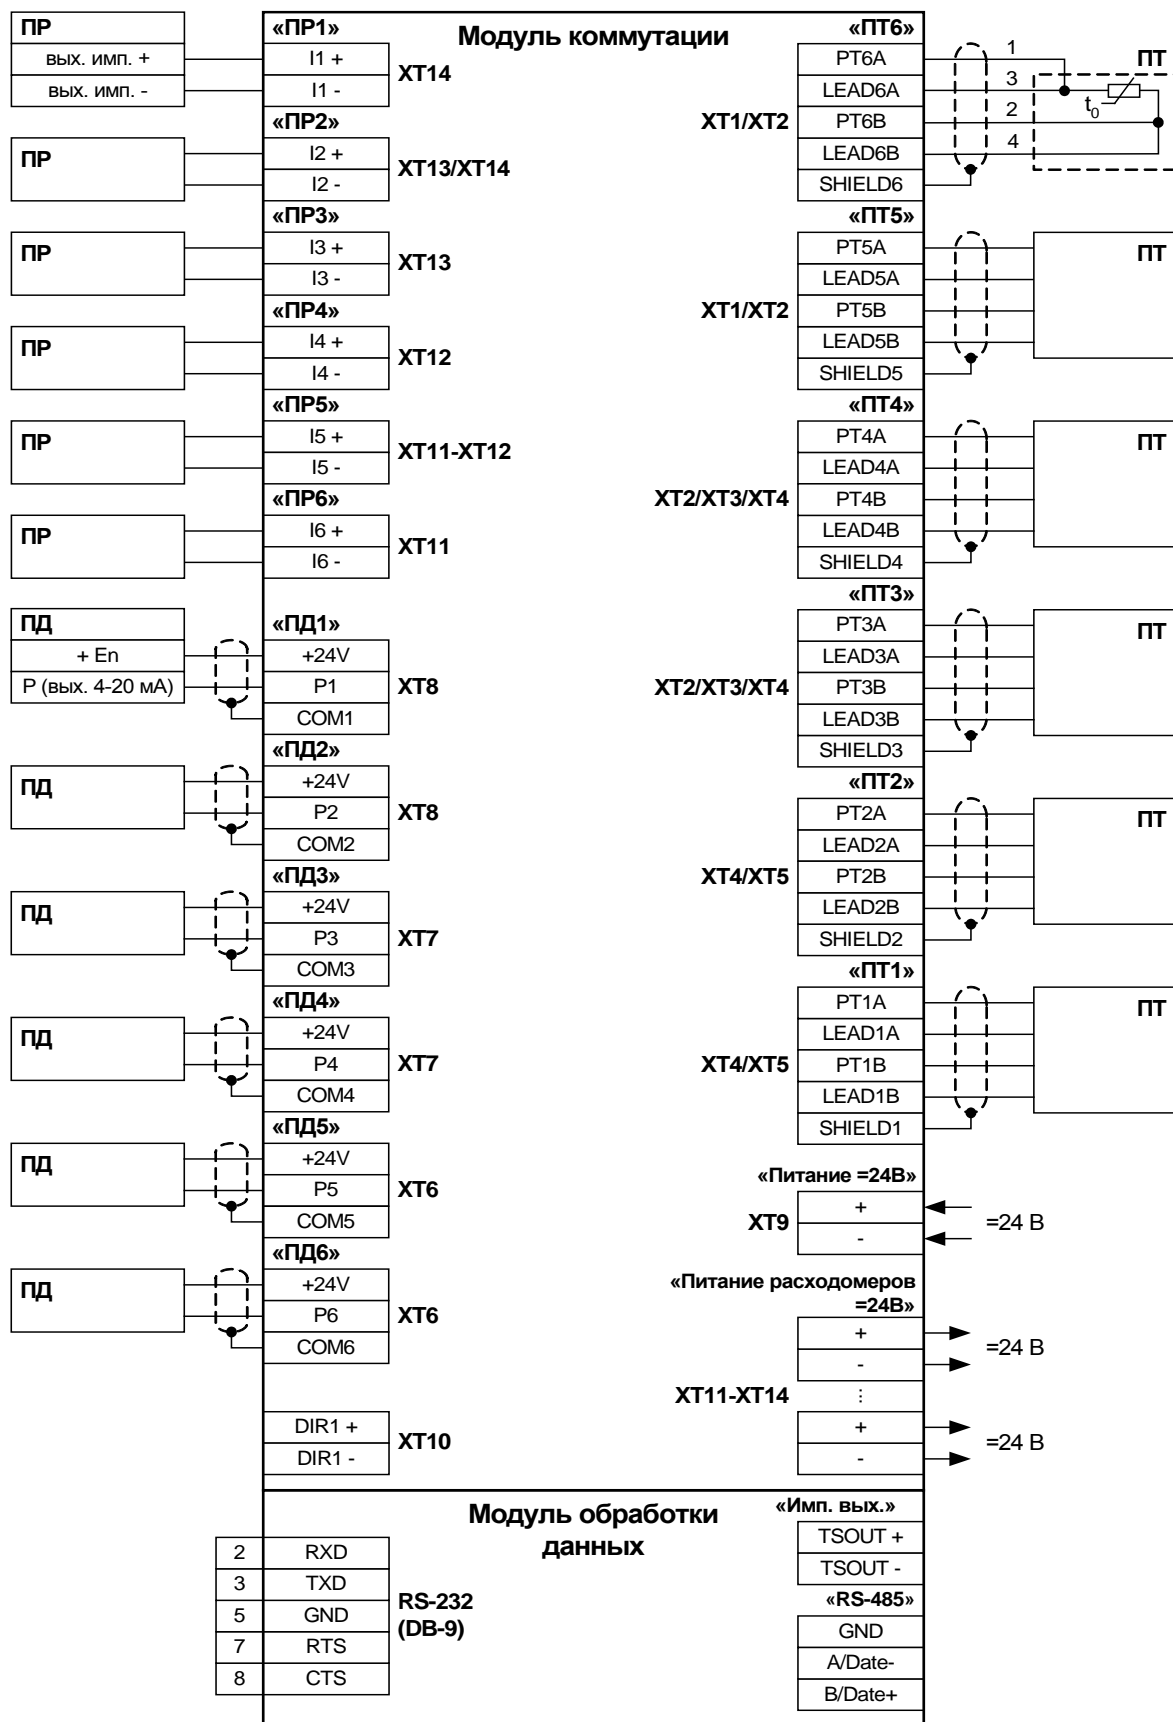 Модуль коммутации
ПР
вых. имп. +
вых. имп. -
«ПР1»
I1 +
I1 -
XT14
ПР
«ПР2»
I2 +
I2 -
XT13/XT14
ПР
«ПР3»
I3 +
I3 -
XT13
ПР
«ПР4»
I4 +
I4 -
XT12
ПР
«ПР5»
I5 +
I5 -
XT11-XT12
ПР
«ПР6»
I6 +
I6 -
XT11
ПД
+ En
P (вых. 4-20 мА)
«ПД1»
+24V
P1
COM1
XT8
ПД
«ПД2»
+24V
P2
COM2
XT8
ПД
«ПД3»
+24V
P3
COM3
XT7
ПД
«ПД4»
+24V
P4
COM4
XT7
ПД
«ПД5»
+24V
P5
COM5
XT6
ПД
«ПД6»
+24V
P6
COM6
XT6
DIR1 +
DIR1 -
XT10
«ПТ6»
XT1/XT2
PT6A
LEAD6A
PT6B
LEAD6B
SHIELD6
1
3
2
4
t0
ПТ
«ПТ5»
XT1/XT2
PT5A
LEAD5A
PT5B
LEAD5B
SHIELD5
ПТ
«ПТ4»
XT2/XT3/XT4
PT4A
LEAD4A
PT4B
LEAD4B
SHIELD4
ПТ
«ПТ3»
XT2/XT3/XT4
PT3A
LEAD3A
PT3B
LEAD3B
SHIELD3
ПТ
«ПТ2»
XT4/XT5
PT2A
LEAD2A
PT2B
LEAD2B
SHIELD2
ПТ
«ПТ1»
XT4/XT5
PT1A
LEAD1A
PT1B
LEAD1B
SHIELD1
ПТ
«Питание =24В»
XT9
+
-
=24 В
«Питание расходомеров
=24В»
+
-
=24 В
XT11-XT14
⋮
+
-
=24 В
Модуль обработки
данных
2 RXD
3 TXD
5 GND
7 RTS
8 CTS
RS-232
(DB-9)
«Имп. вых.»
TSOUT +
TSOUT -
«RS-485»
GND
A/Date-
B/Date+